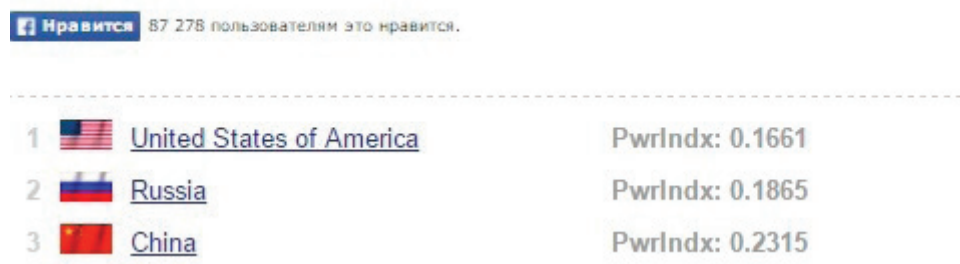 Нравится 87 278 пользователям это нравится.
1 United States of America PwrIndx: 0.1661
2 Russia PwrIndx: 0.1865
3 China PwrIndx: 0.2315